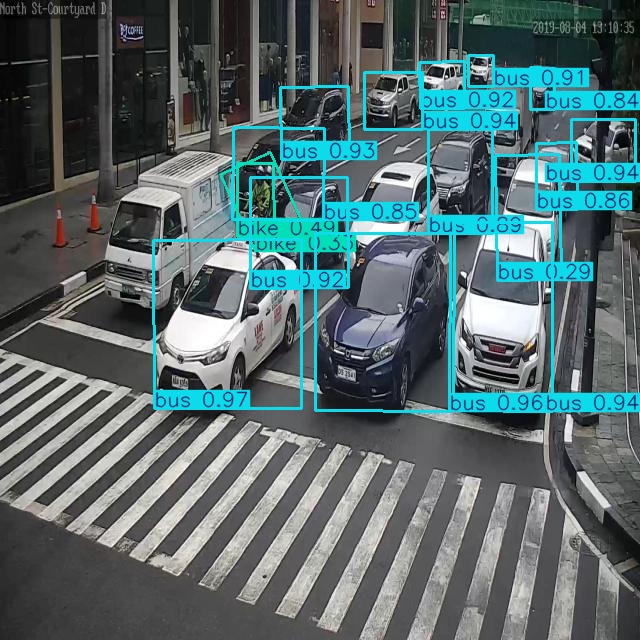 North St-Courtyard D
2019-08-04 13:10:35
COFFEE
bus 0.91
bus 0.92
bus 0.84
bus 0.94
bus 0.93
bus 0.94
bus 0.86
bus 0.85
bus 0.89
bike 0.49
bike 0.33
bus 0.92
bus 0.29
bus 0.97
bus 0.96
bus 0.94